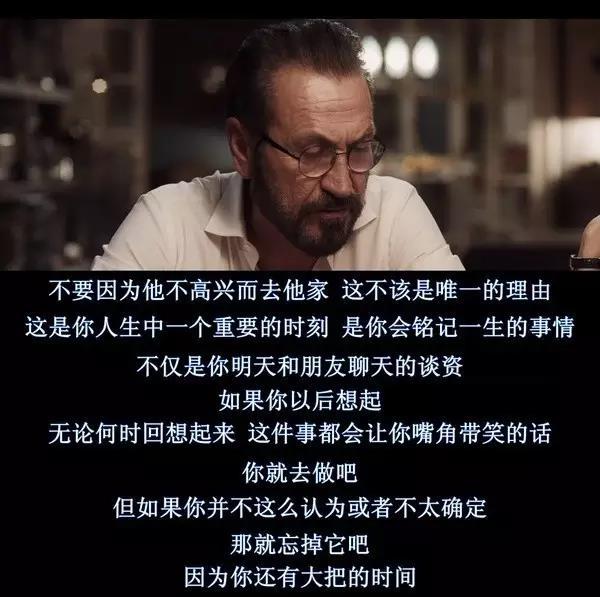 不要因为他不高兴而去他家 这不该是唯一的理由
这是你人生中一个重要的时刻 是你会铭记一生的事情
不仅是你明天和朋友聊天的谈资
如果你以后想起
无论何时回想起来 这件事都会让你嘴角带笑的话
你就去做吧
但如果你并不这么认为或者不太确定
那就忘掉它吧
因为你还有大把的时间